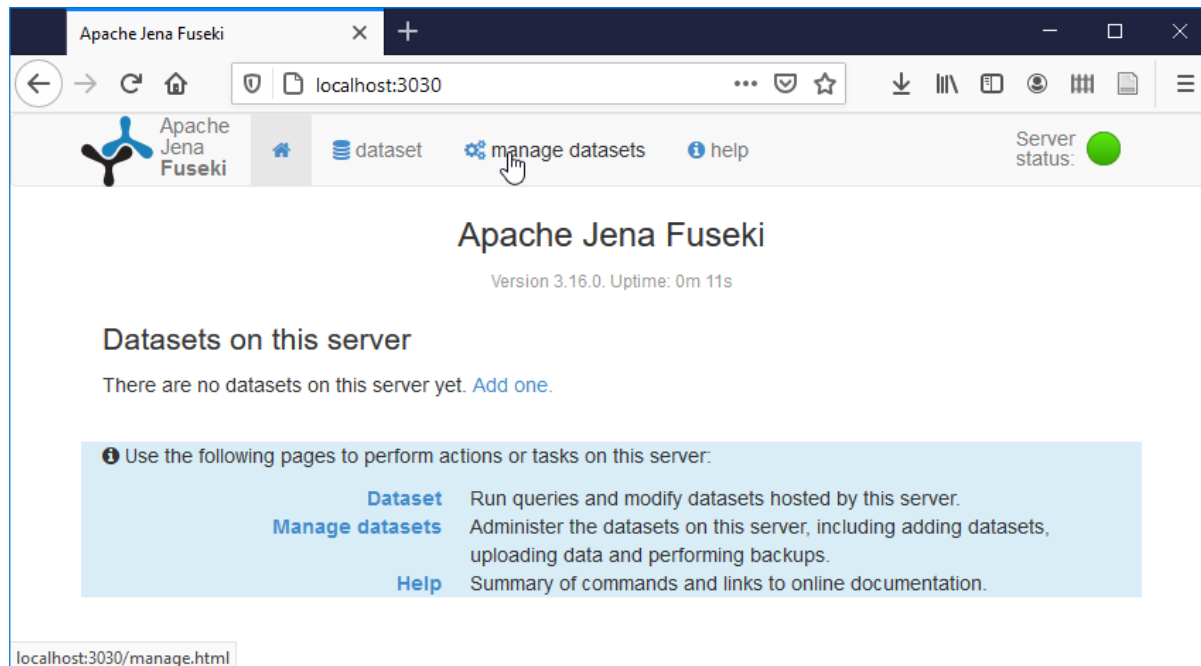 Apache Jena Fuseki
localhost:3030
Apache
Jena
Fuseki
dataset
manage datasets
help
Server
status:
Apache Jena Fuseki
Version 3.16.0. Uptime: 0m 11s
Datasets on this server
There are no datasets on this server yet. Add one.
Use the following pages to perform actions or tasks on this server:
Dataset Run queries and modify datasets hosted by this server.
Manage datasets Administer the datasets on this server, including adding datasets,
uploading data and performing backups.
Help Summary of commands and links to online documentation.
localhost:3030/manage.html